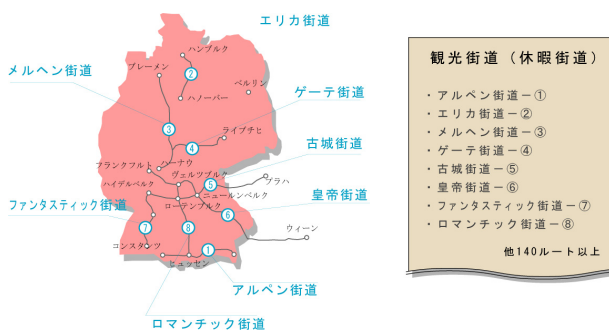 エリカ街道
ハンブルク
ブレーメン
②
メルヘン街道
ベルリン
ハノーバー
ゲーテ街道
③
ライプチヒ
④
古城街道
フランクフルト
ハーナウ
ヴェルツブルク
プラハ
ハイデルベルク
⑤
ニュールンベルク
皇帝街道
ファンタスティック街道
ローテンブルク
⑥
⑦
⑧
ウィーン
コンスタンツ
①
ヒュッセン
アルペン街道
ロマンチック街道
観光街道（休暇街道）
・アルペン街道－①
・エリカ街道－②
・メルヘン街道－③
・ゲーテ街道－④
・古城街道－⑤
・皇帝街道－⑥
・ファンタスティック街道－⑦
・ロマンチック街道－⑧
他140ルート以上